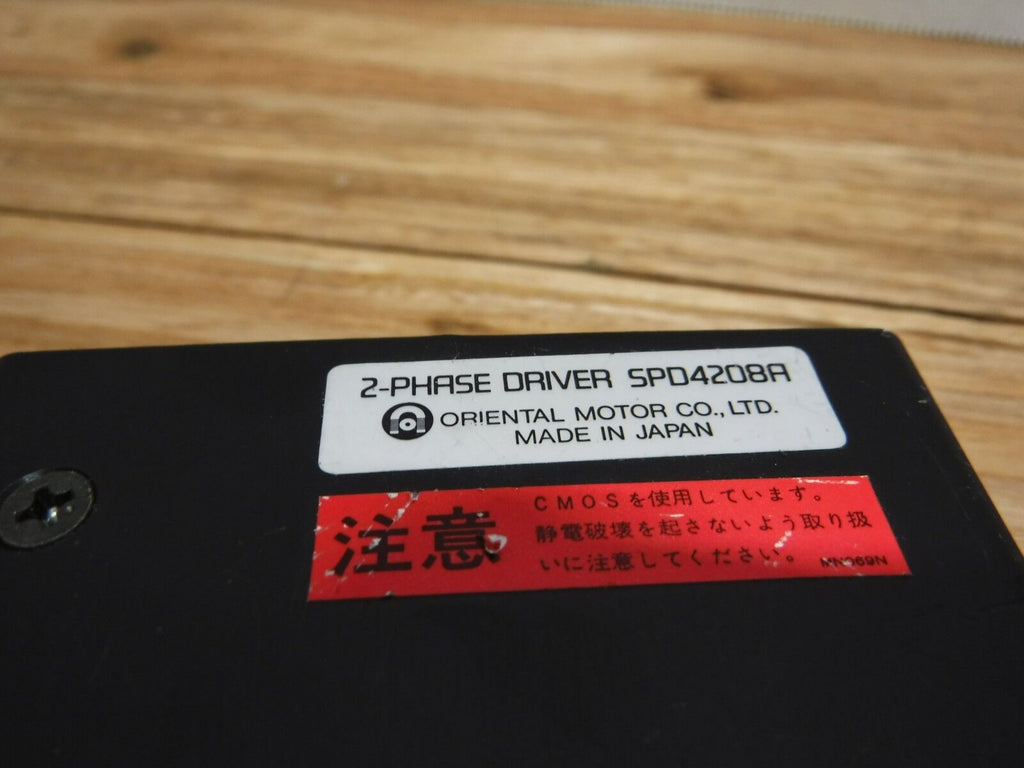 2-PHASE DRIVER SPD4208A
ORIENTAL MOTOR CO., LTD.
MADE IN JAPAN
注意
CMOSを使用しています。
静電破壊を起さないよう取り扱
いに注意してください。
MN069N